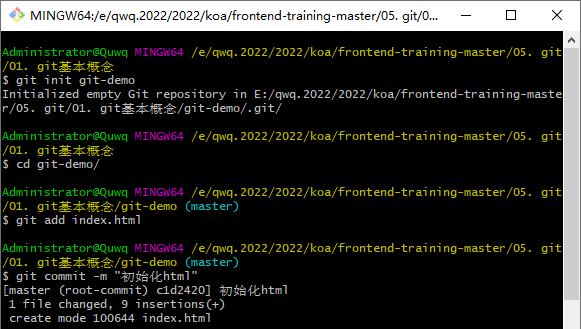 MINGW64:/e/qwq.2022/2022/koa/frontend-training-master/05. git/0...
Administrator@Quwq MINGW64 /e/qwq.2022/2022/koa/frontend-training-master/05. git
/01. git基本概念
$ git init git-demo
Initialized empty Git repository in E:/qwq.2022/2022/koa/frontend-training-maste
r/05. git/01. git基本概念/git-demo/.git/
Administrator@Quwq MINGW64 /e/qwq.2022/2022/koa/frontend-training-master/05. git
/01. git基本概念
$ cd git-demo/
Administrator@Quwq MINGW64 /e/qwq.2022/2022/koa/frontend-training-master/05. git
/01. git基本概念/git-demo (master)
$ git add index.html
Administrator@Quwq MINGW64 /e/qwq.2022/2022/koa/frontend-training-master/05. git
/01. git基本概念/git-demo (master)
$ git commit -m "初始化html"
[master (root-commit) c1d2420] 初始化html
 1 file changed, 9 insertions(+)
 create mode 100644 index.html